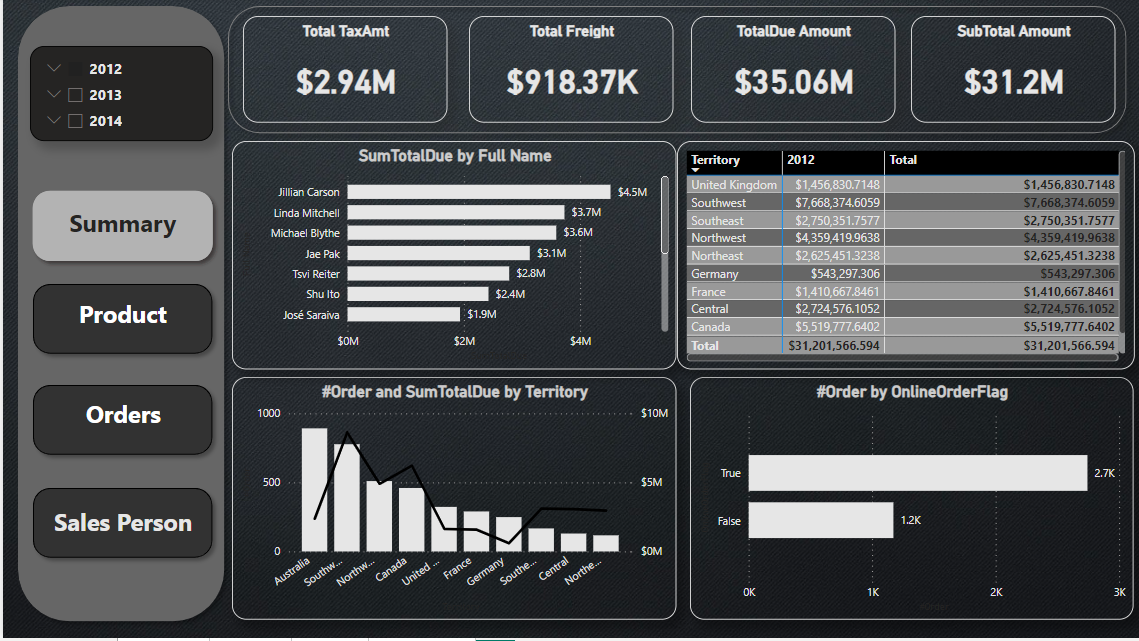 2012
2013
2014
Summary
Product
Orders
Sales Person
Total TaxAmt
$2.94M
Total Freight
$918.37K
TotalDue Amount
$35.06M
SubTotal Amount
$31.2M
SumTotalDue by Full Name
Jillian Carson $4.5M
Linda Mitchell $3.7M
Michael Blythe $3.6M
Jae Pak $3.1M
Tsvi Reiter $2.8M
Shu Ito $2.4M
José Saraiva $1.9M
$0M $2M $4M
Territory 2012 Total
United Kingdom $1,456,830.7148 $1,456,830.7148
Southwest $7,668,374.6059 $7,668,374.6059
Southeast $2,750,351.7577 $2,750,351.7577
Northwest $4,359,419.9638 $4,359,419.9638
Northeast $2,625,451.3238 $2,625,451.3238
Germany $543,297.306 $543,297.306
France $1,410,667.8461 $1,410,667.8461
Central $2,724,576.1052 $2,724,576.1052
Canada $5,519,777.6402 $5,519,777.6402
Total $31,201,566.594 $31,201,566.594
#Order and SumTotalDue by Territory
1000 $10M
500 $5M
0 $0M
Australia Southw... Northw... Canada United ... France Germany Southe... Central Northe...
#Order by OnlineOrderFlag
True 2.7K
False 1.2K
0K 1K 2K 3K